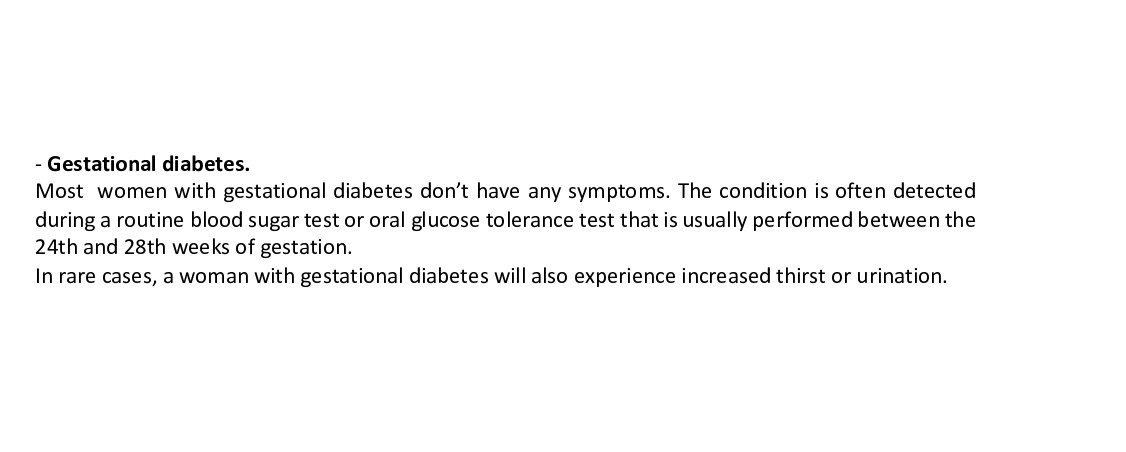 - Gestational diabetes.
Most  women with gestational diabetes don’t have any symptoms. The condition is often detected
during a routine blood sugar test or oral glucose tolerance test that is usually performed between the
24th and 28th weeks of gestation.
In rare cases, a woman with gestational diabetes will also experience increased thirst or urination.